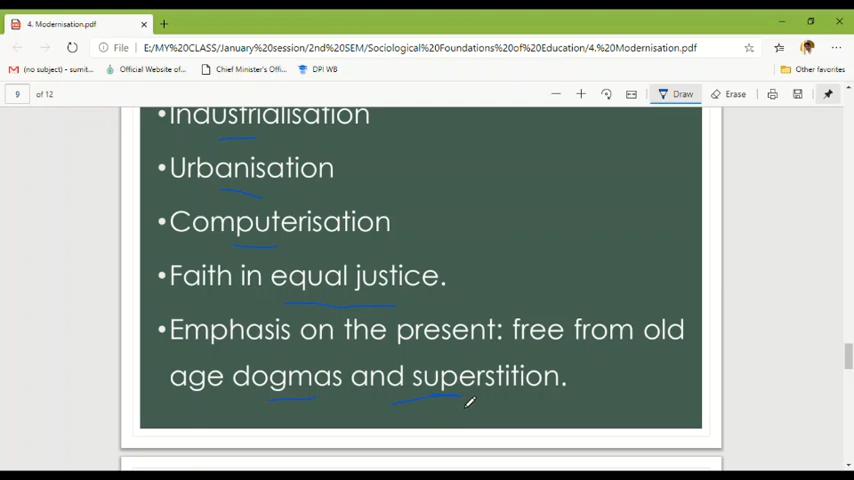 4. Modernisation.pdf
File
E:/MY%20CLASS/January%20session/2nd%20SEM/Sociological%20Foundations%20of%20Education/4.%20Modernisation.pdf
(no subject) - sumit...
Official Website of...
Chief Minister's Offi...
DPI WB
Other favorites
9 of 12
Draw
Erase
•Industrialisation
•Urbanisation
•Computerisation
•Faith in equal justice.
•Emphasis on the present: free from old
age dogmas and superstition.